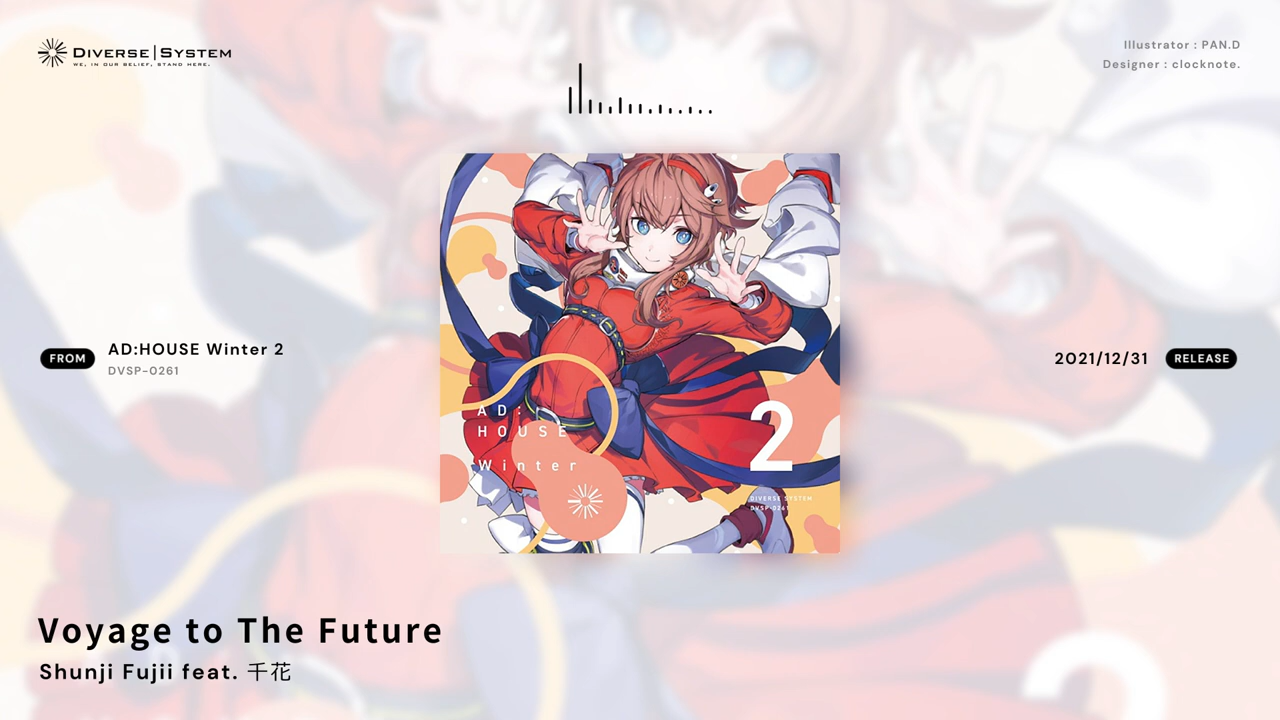 DIVERSE|SYSTEM
WE, IN OUR BELIEF, STAND HERE.
Illustrator : PAN.D
Designer : clocknote.
FROM
AD:HOUSE Winter 2
DVSP-0261
2021/12/31
RELEASE
AD:
HOUSE
Winter
2
DIVERSE SYSTEM
DVSP-0261
Voyage to The Future
Shunji Fujii feat. 千花